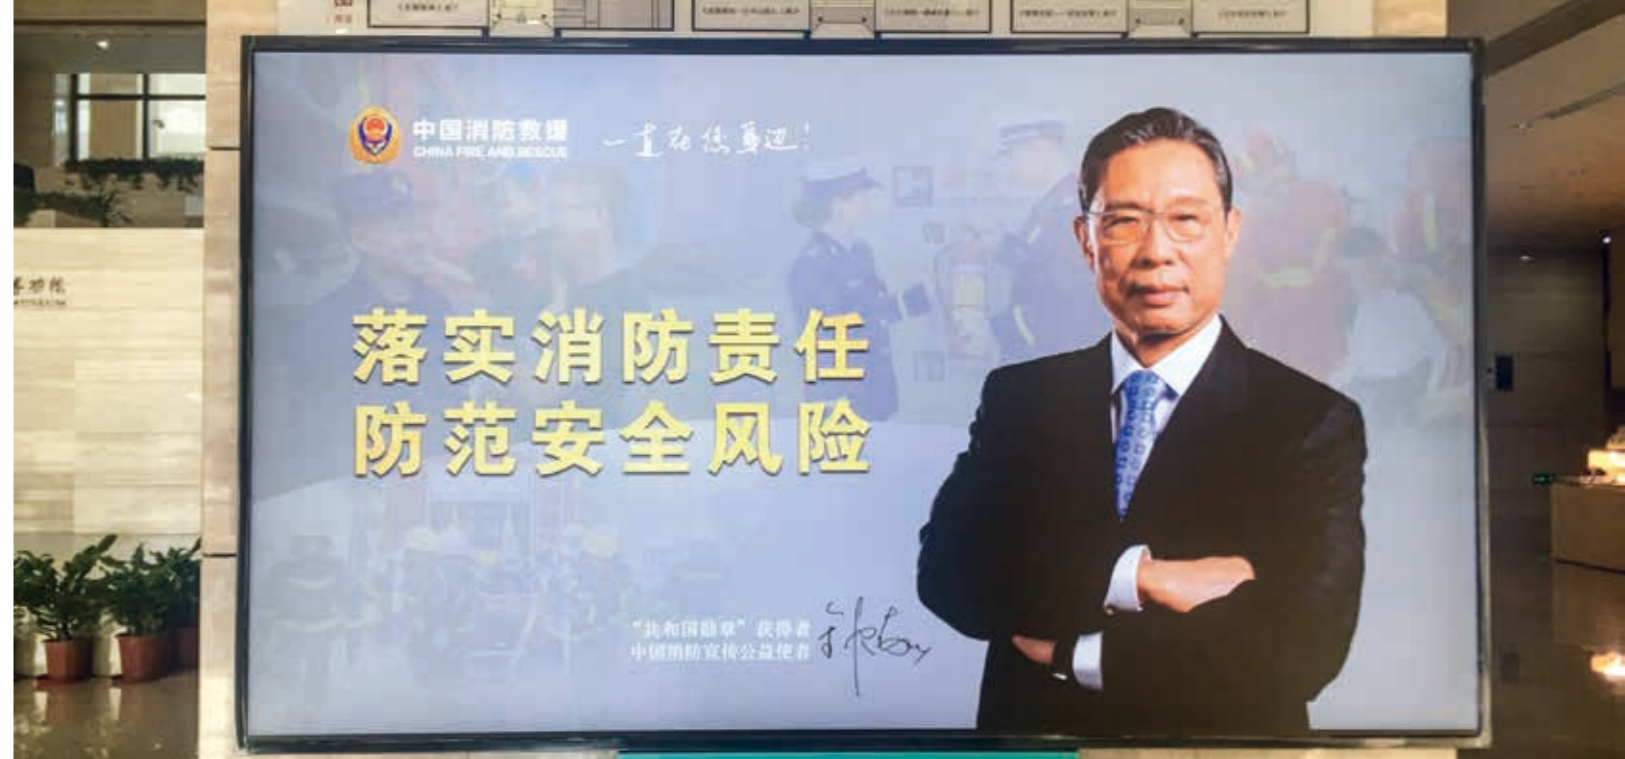 中国消防救援
CHINA FIRE AND RESCUE
一直在您身边!
落实消防责任
防范安全风险
“共和国勋章”获得者
中国消防宣传公益使者